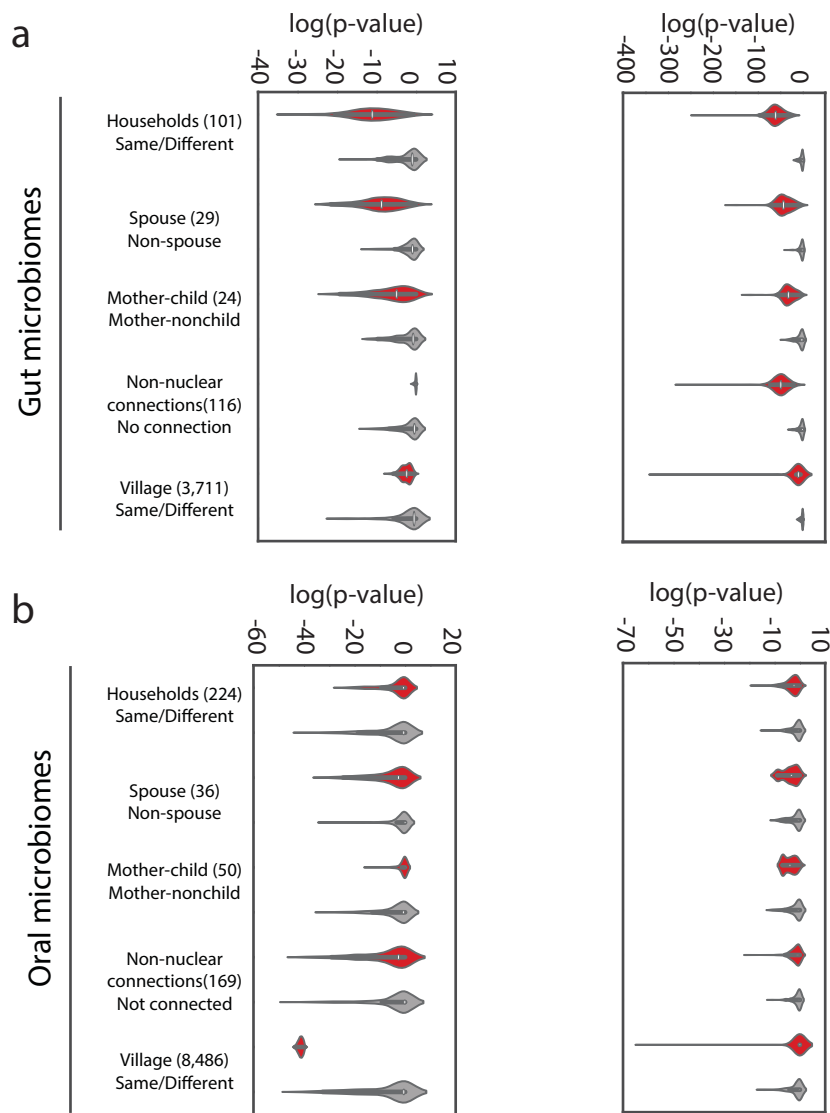 a
log(p-value)
log(p-value)
-40
-30
-20
-10
0
10
-400
-300
-200
-100
0
Gut microbiomes
Households (101)
Same/Different
Spouse (29)
Non-spouse
Mother-child (24)
Mother-nonchild
Non-nuclear
connections(116)
No connection
Village (3,711)
Same/Different
b
log(p-value)
log(p-value)
-60
-40
-20
0
20
-70
-50
-30
-10
10
Oral microbiomes
Households (224)
Same/Different
Spouse (36)
Non-spouse
Mother-child (50)
Mother-nonchild
Non-nuclear
connections(169)
Not connected
Village (8,486)
Same/Different